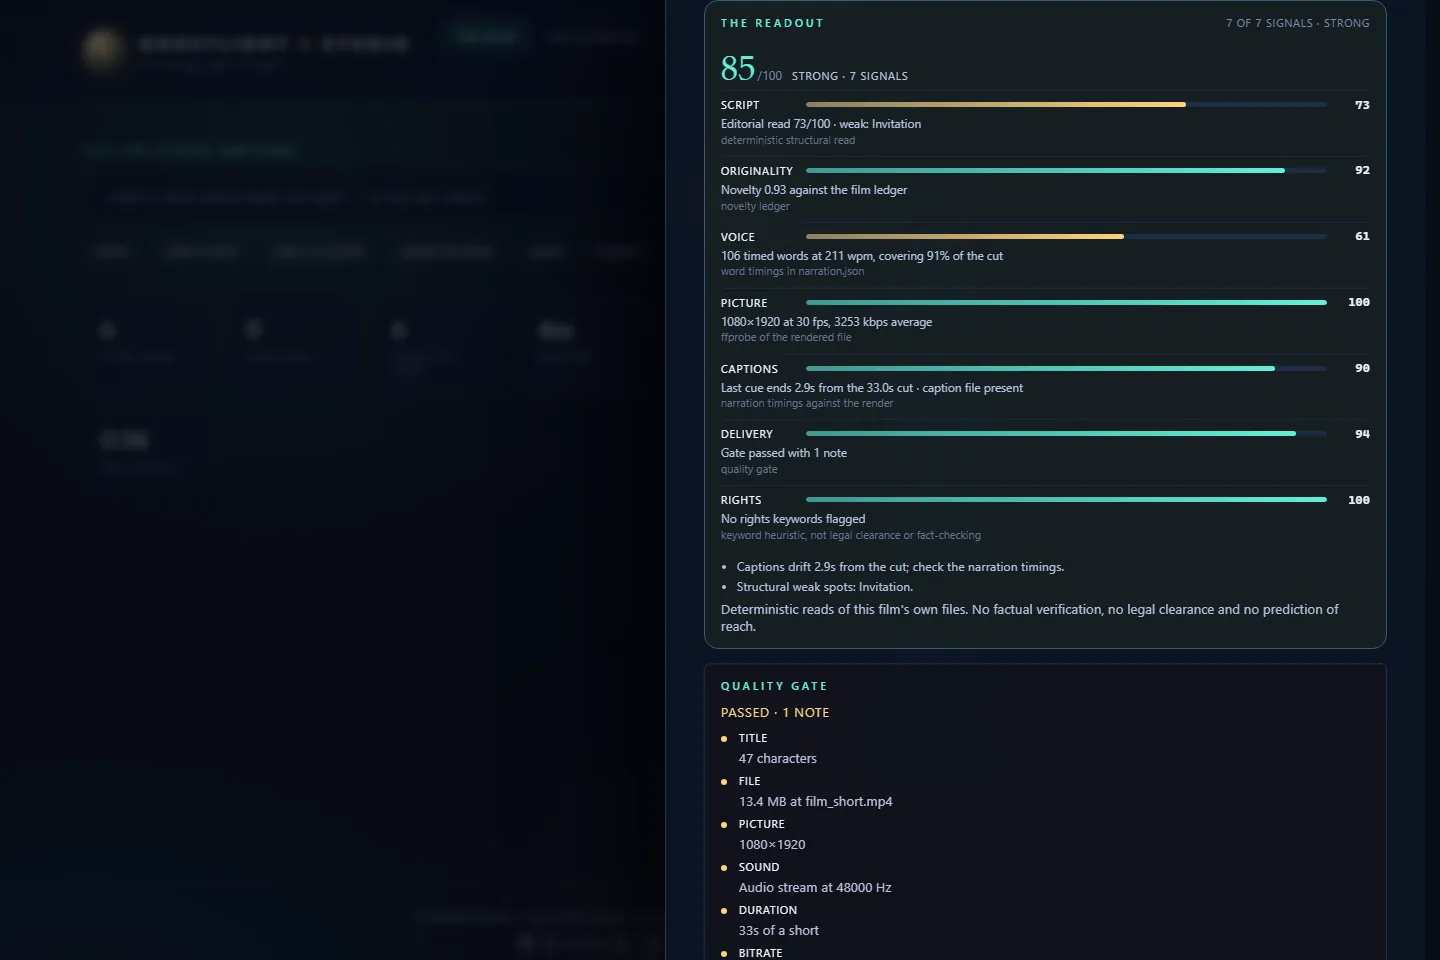 THE READOUT
7 OF 7 SIGNALS · STRONG
85/100 STRONG · 7 SIGNALS
SCRIPT 73
Editorial read 73/100 · weak: Invitation
deterministic structural read
ORIGINALITY 92
Novelty 0.93 against the film ledger
novelty ledger
VOICE 61
106 timed words at 211 wpm, covering 91% of the cut
word timings in narration.json
PICTURE 100
1080×1920 at 30 fps, 3253 kbps average
ffprobe of the rendered file
CAPTIONS 90
Last cue ends 2.9s from the 33.0s cut · caption file present
narration timings against the render
DELIVERY 94
Gate passed with 1 note
quality gate
RIGHTS 100
No rights keywords flagged
keyword heuristic, not legal clearance or fact-checking
• Captions drift 2.9s from the cut; check the narration timings.
• Structural weak spots: Invitation.
Deterministic reads of this film's own files. No factual verification, no legal clearance and no prediction of
reach.
QUALITY GATE
PASSED · 1 NOTE
TITLE
47 characters
FILE
13.4 MB at film_short.mp4
PICTURE
1080×1920
SOUND
Audio stream at 48000 Hz
DURATION
33s of a short
BITRATE